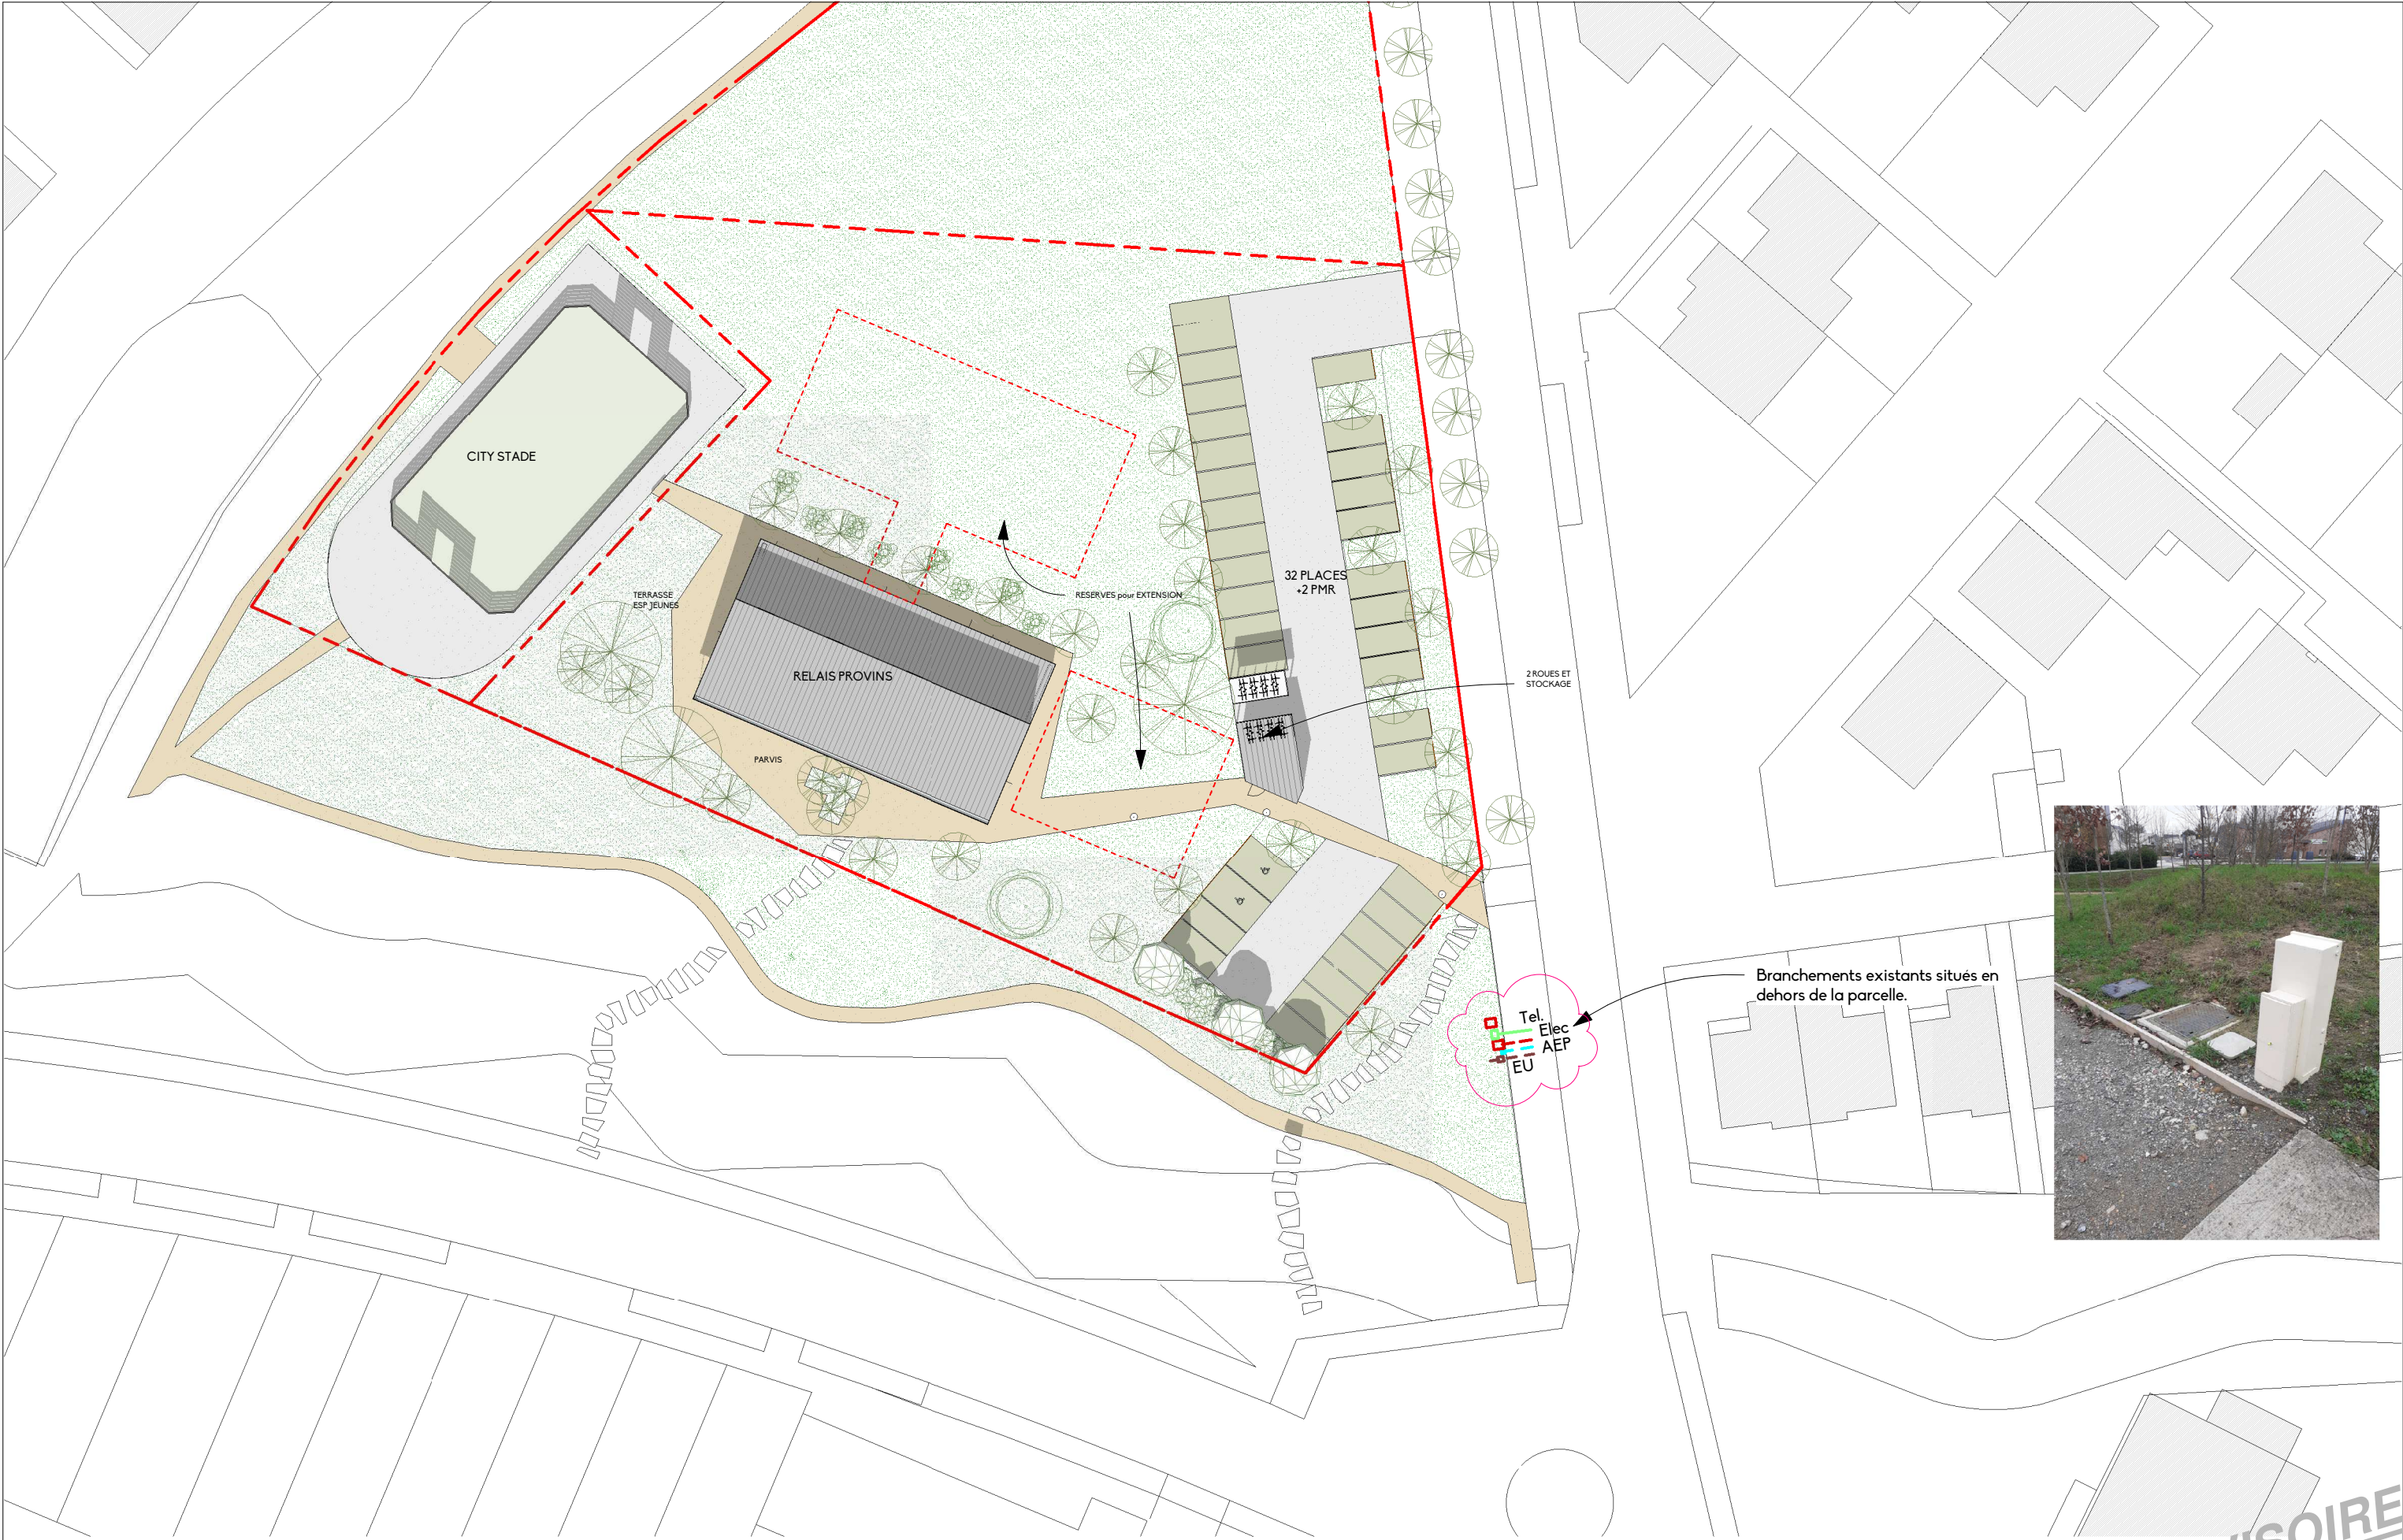 CITY STADE
TERRASSE
ESP JEUNES
RELAIS PROVINS
PARVIS
RESERVES pour EXTENSION
32 PLACES
+2 PMR
2 ROUES ET
STOCKAGE
Branchements existants situés en
dehors de la parcelle.
Tel.
Elec
AEP
EU